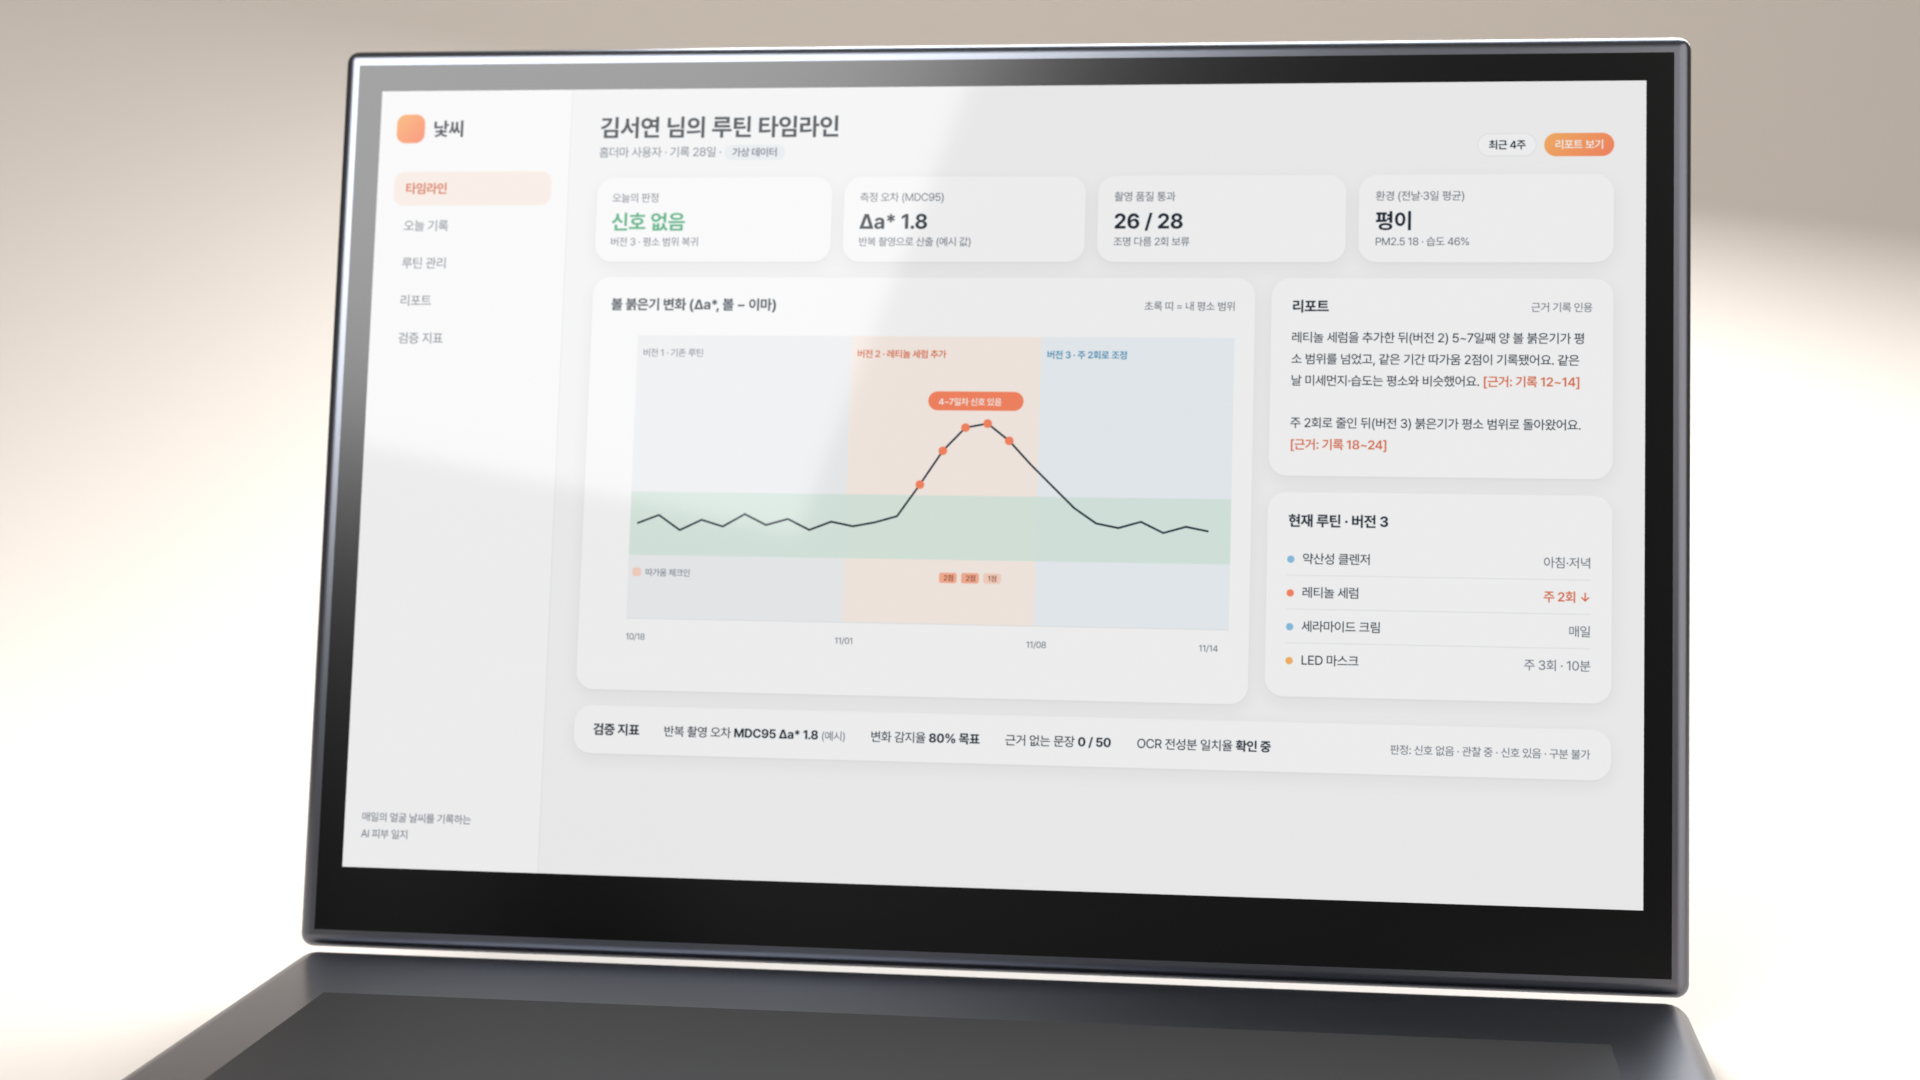 낯씨
타임라인
오늘 기록
루틴 관리
리포트
검증 지표
매일의 얼굴 날씨를 기록하는
AI 피부 일지
김서연 님의 루틴 타임라인
홈더마 사용자 · 기록 28일 · 가상 데이터
최근 4주
리포트 보기
오늘의 판정
신호 없음
버전 3 · 평소 범위 복귀
측정 오차 (MDC95)
Δa* 1.8
반복 촬영으로 산출 (예시 값)
촬영 품질 통과
26 / 28
조명 다름 2회 보류
환경 (전날·3일 평균)
평이
PM2.5 18 · 습도 46%
볼 붉은기 변화 (Δa*, 볼 – 이마)
초록 띠 = 내 평소 범위
버전 1 · 기존 루틴
버전 2 · 레티놀 세럼 추가
버전 3 · 주 2회로 조정
4~7일차 신호 있음
따가움 체크인
2점
2점
1점
10/18
11/01
11/08
11/14
리포트
근거 기록 인용
레티놀 세럼을 추가한 뒤(버전 2) 5~7일째 양 볼 붉은기가 평
소 범위를 넘었고, 같은 기간 따가움 2점이 기록됐어요. 같은
날 미세먼지·습도는 평소와 비슷했어요. [근거: 기록 12~14]
주 2회로 줄인 뒤(버전 3) 붉은기가 평소 범위로 돌아왔어요.
[근거: 기록 18~24]
현재 루틴 · 버전 3
약산성 클렌저
아침·저녁
레티놀 세럼
주 2회 ↓
세라마이드 크림
매일
LED 마스크
주 3회 · 10분
검증 지표
반복 촬영 오차 MDC95 Δa* 1.8 (예시)
변화 감지율 80% 목표
근거 없는 문장 0 / 50
OCR 전성분 일치율 확인 중
판정: 신호 없음 · 관찰 중 · 신호 있음 · 구분 불가